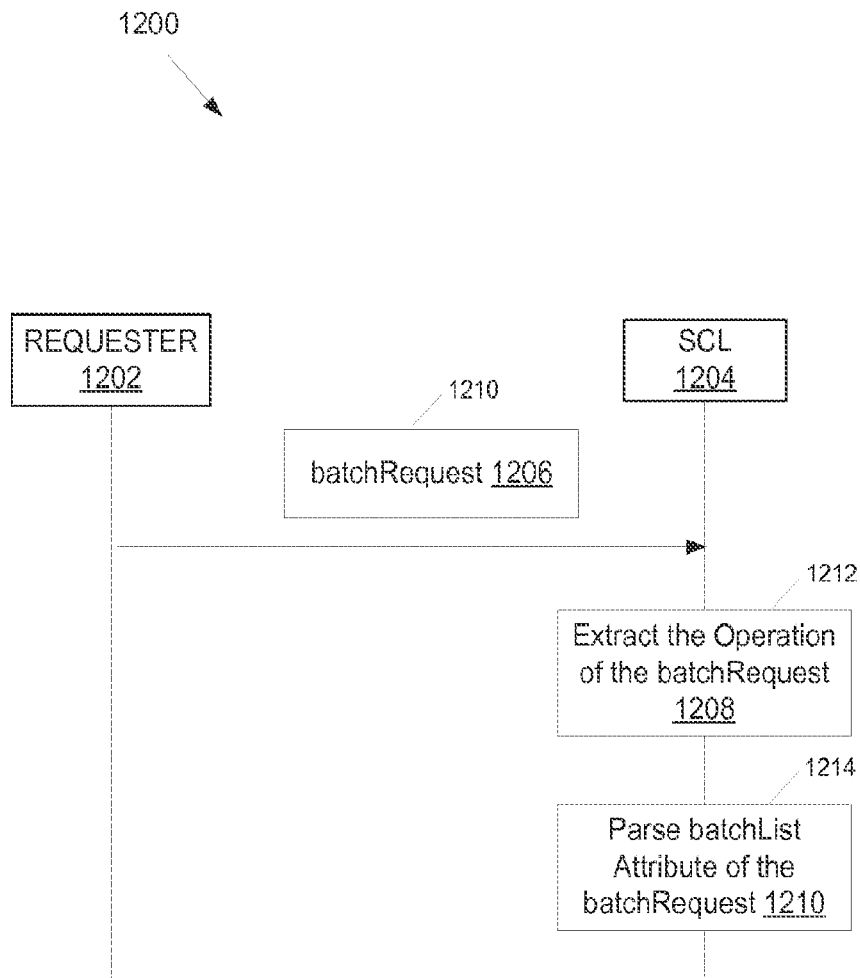 1200
REQUESTER
1202
SCL
1204
1210
batchRequest 1206
1212
Extract the Operation
of the batchRequest
1208
1214
Parse batchList
Attribute of the
batchRequest 1210